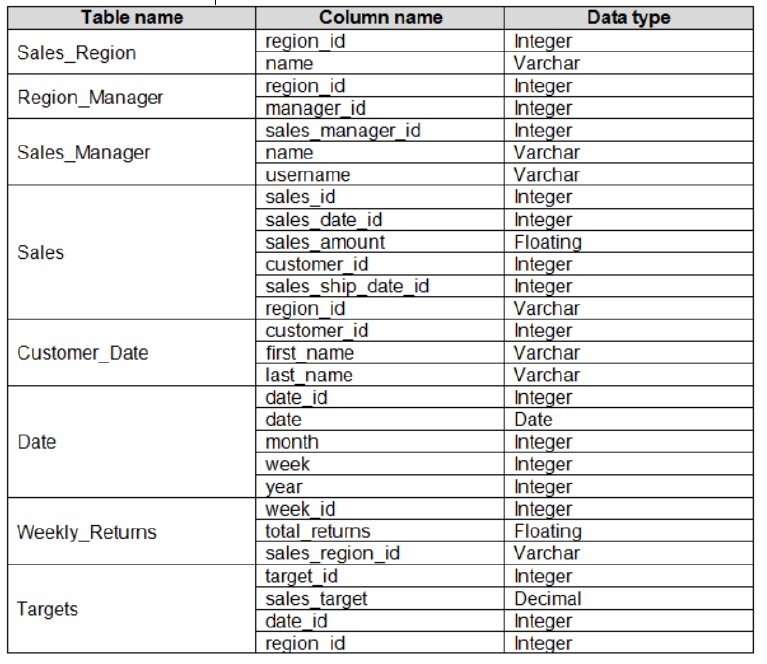 Table name Column name Data type
Sales_Region region_id Integer
name Varchar
Region_Manager region_id Integer
manager_id Integer
Sales_Manager sales_manager_id Integer
name Varchar
username Varchar
Sales sales_id Integer
sales_date_id Integer
sales_amount Floating
customer_id Integer
sales_ship_date_id Integer
region_id Varchar
Customer_Date customer_id Integer
first_name Varchar
last_name Varchar
Date date_id Integer
date Date
month Integer
week Integer
year Integer
Weekly_Returns week_id Integer
total_returns Floating
sales_region_id Varchar
Targets target_id Integer
sales_target Decimal
date_id Integer
region_id Integer